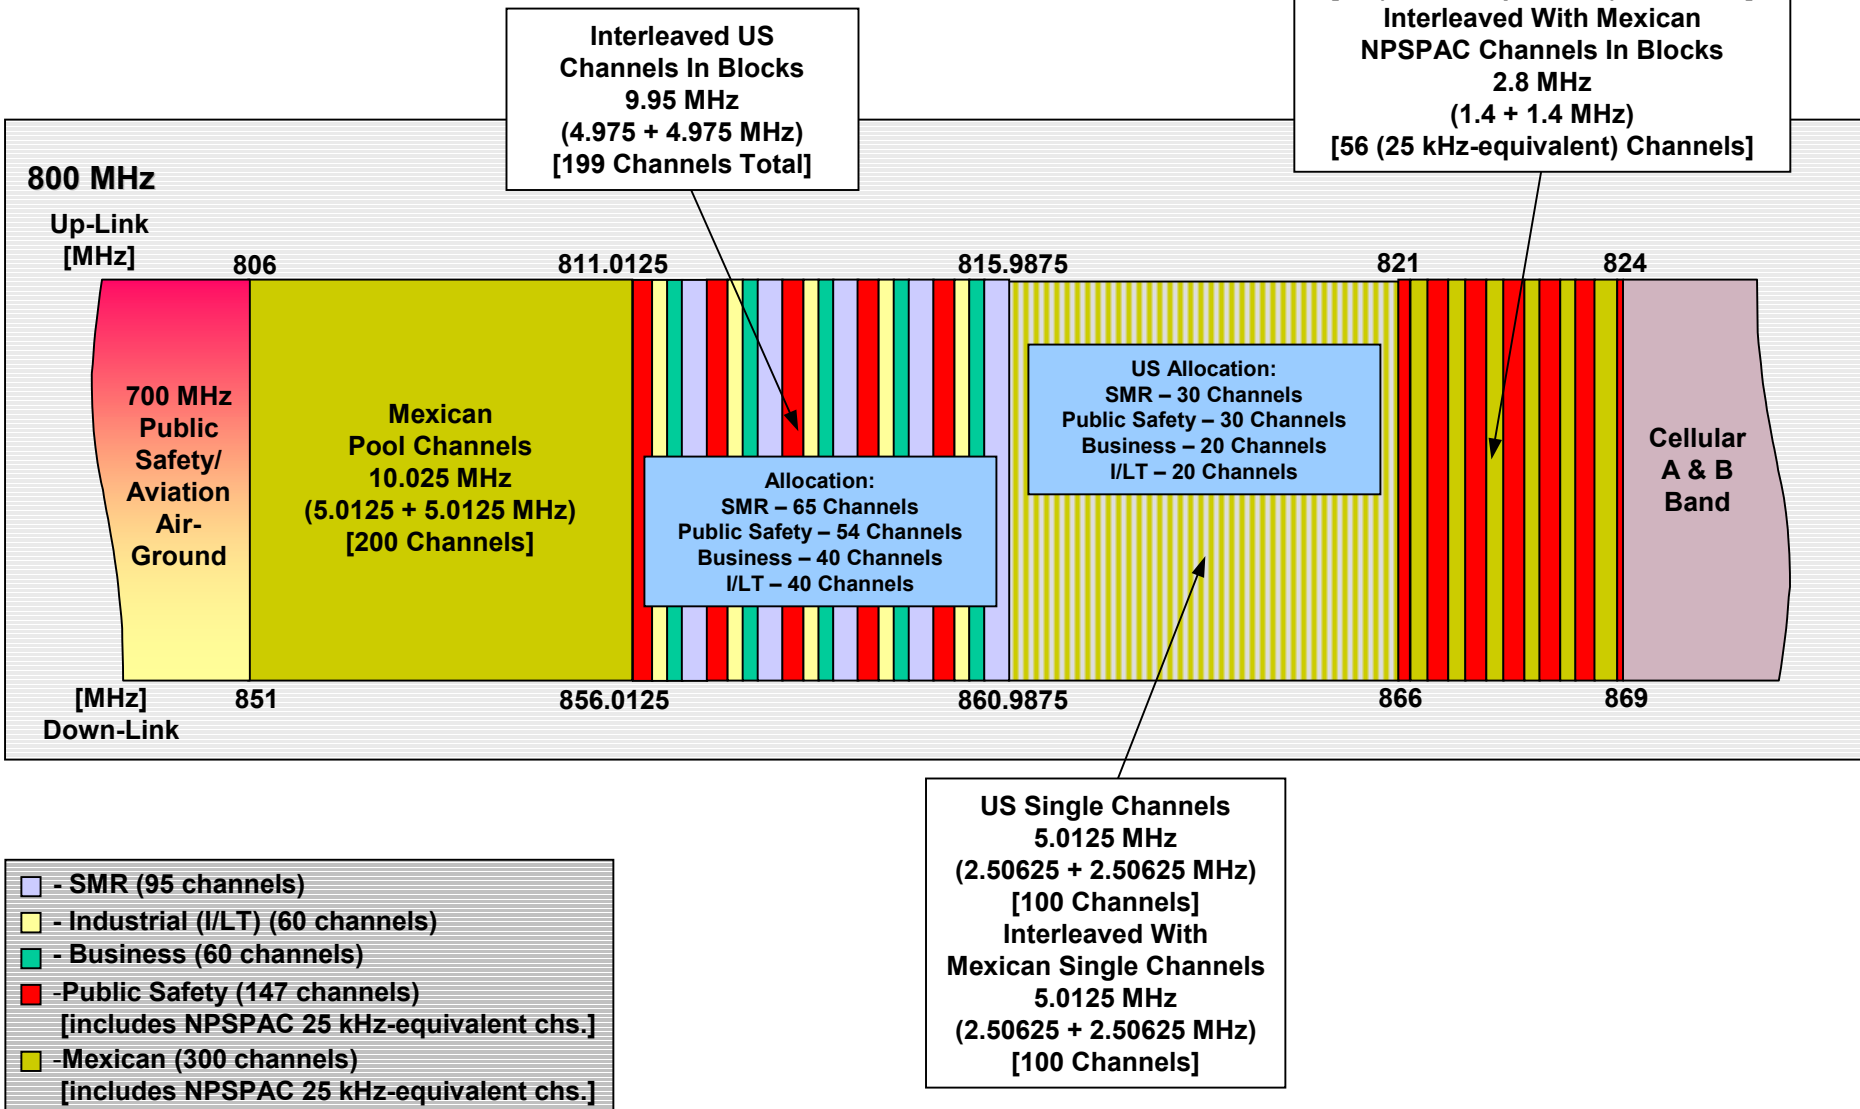 Interleaved With Mexican
NPSPAC Channels In Blocks
2.8 MHz
(1.4 + 1.4 MHz)
[56 (25 kHz-equivalent) Channels]
Interleaved US
Channels In Blocks
9.95 MHz
(4.975 + 4.975 MHz)
[199 Channels Total]
800 MHz
Up-Link
[MHz]
806
811.0125
815.9875
821
824
700 MHz
Public
Safety/
Aviation
Air-
Ground
Mexican
Pool Channels
10.025 MHz
(5.0125 + 5.0125 MHz)
[200 Channels]
Allocation:
SMR – 65 Channels
Public Safety – 54 Channels
Business – 40 Channels
I/LT – 40 Channels
US Allocation:
SMR – 30 Channels
Public Safety – 30 Channels
Business – 20 Channels
I/LT – 20 Channels
Cellular
A & B
Band
[MHz]
Down-Link
851
856.0125
860.9875
866
869
US Single Channels
5.0125 MHz
(2.50625 + 2.50625 MHz)
[100 Channels]
Interleaved With
Mexican Single Channels
5.0125 MHz
(2.50625 + 2.50625 MHz)
[100 Channels]
- SMR (95 channels)
- Industrial (I/LT) (60 channels)
- Business (60 channels)
-Public Safety (147 channels)
[includes NPSPAC 25 kHz-equivalent chs.]
-Mexican (300 channels)
[includes NPSPAC 25 kHz-equivalent chs.]